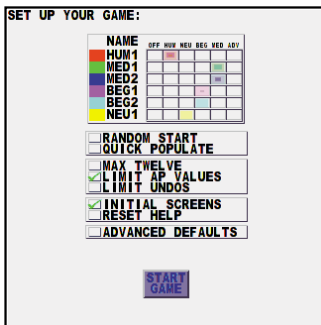 SET UP YOUR GAME:
NAME OFF HUM NEU BEG MED ADV
HUM1
MED1
MED2
BEG1
BEG2
NEU1
RANDOM START
QUICK POPULATE
MAX TWELVE
LIMIT AP VALUES
LIMIT UNDOS
INITIAL SCREENS
RESET HELP
ADVANCED DEFAULTS
START
GAME